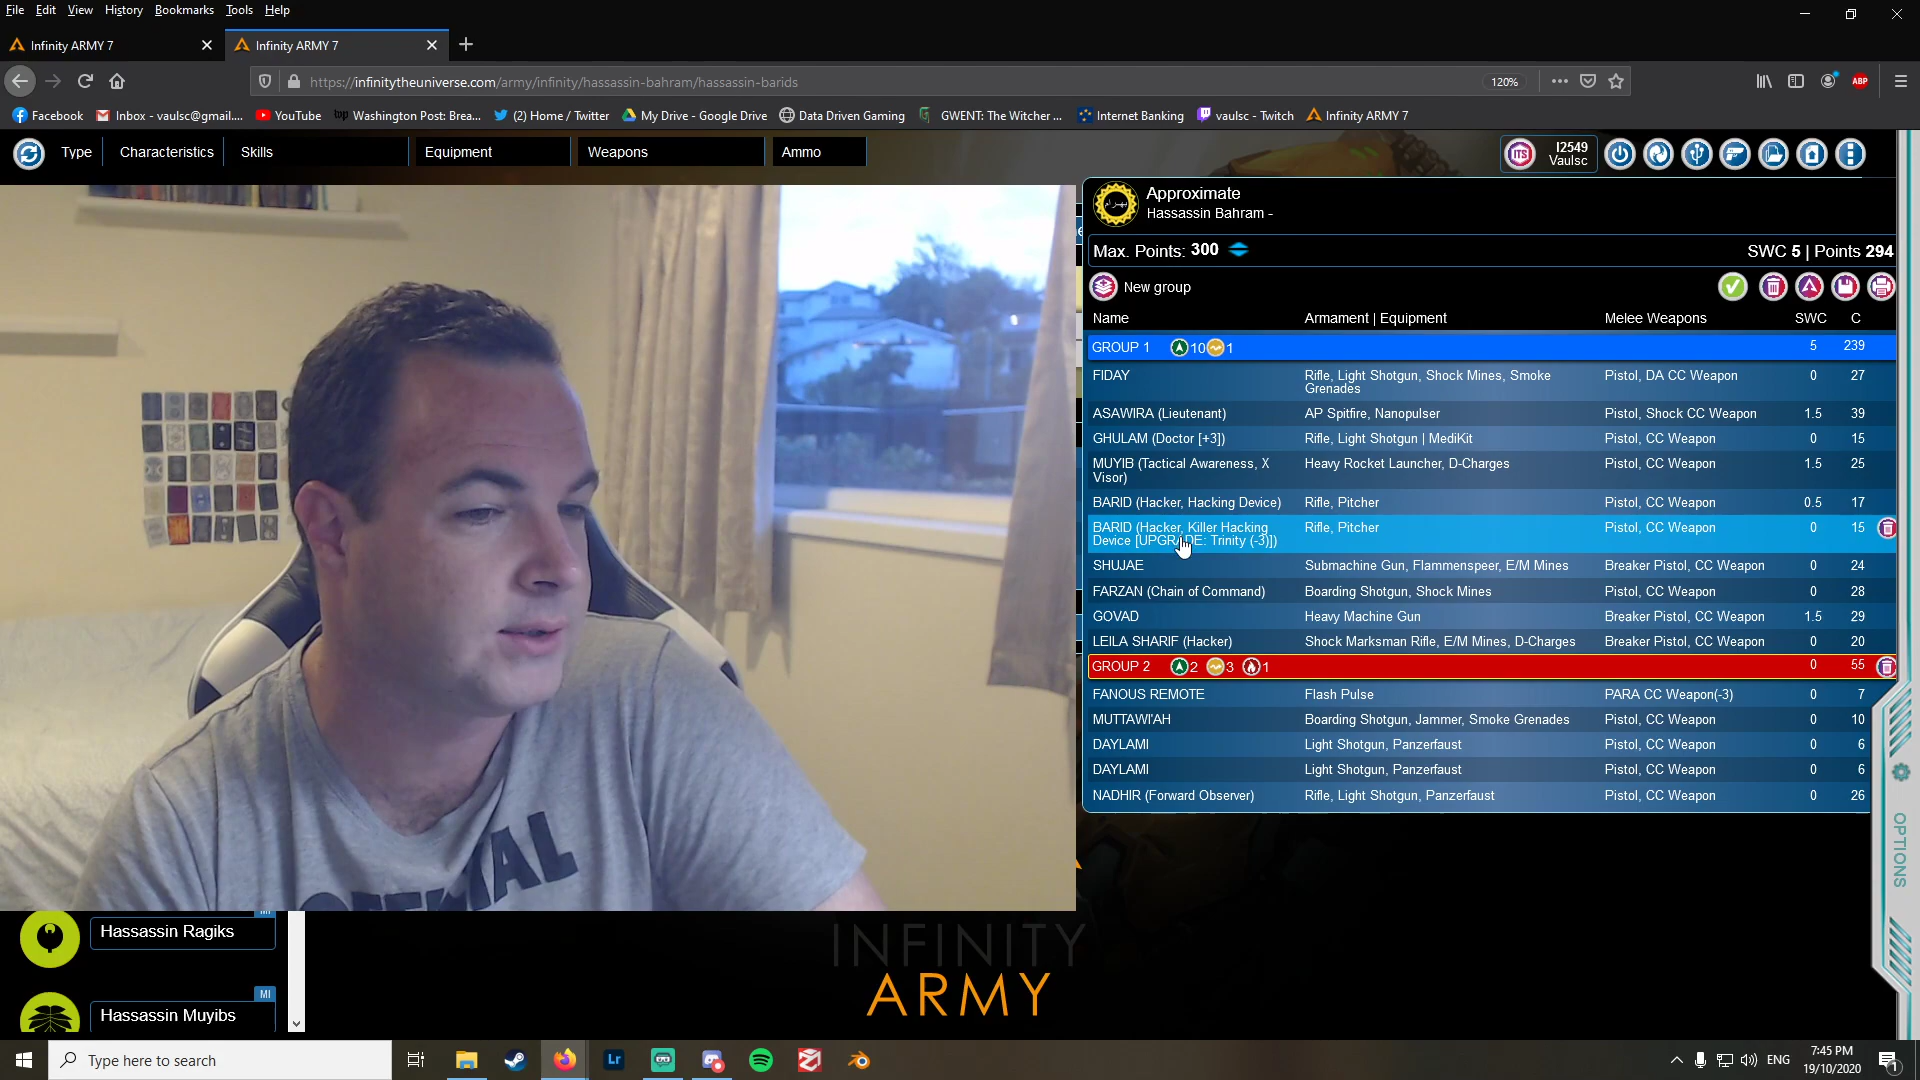 File Edit View History Bookmarks Tools Help
Infinity ARMY 7
Infinity ARMY 7
https://infinitytheuniverse.com/army/infinity/hassassin-bahram/hassassin-barids
120%
ABP
Facebook
Inbox - vaulsc@gmail....
YouTube
wp Washington Post: Brea...
(2) Home / Twitter
My Drive - Google Drive
Data Driven Gaming
GWENT: The Witcher ...
Internet Banking
vaulsc - Twitch
Infinity ARMY 7
Type Characteristics Skills Equipment Weapons Ammo
ITS
I2549
Vaulsc
Approximate
Hassassin Bahram -
Max. Points: 300
SWC 5 | Points 294
New group
Name Armament | Equipment Melee Weapons SWC C
GROUP 1 10 1 5 239
FIDAY Rifle, Light Shotgun, Shock Mines, Smoke Pistol, DA CC Weapon 0 27
Grenades
ASAWIRA (Lieutenant) AP Spitfire, Nanopulser Pistol, Shock CC Weapon 1.5 39
GHULAM (Doctor [+3]) Rifle, Light Shotgun | MediKit Pistol, CC Weapon 0 15
MUYIB (Tactical Awareness, X Heavy Rocket Launcher, D-Charges Pistol, CC Weapon 1.5 25
Visor)
BARID (Hacker, Hacking Device) Rifle, Pitcher Pistol, CC Weapon 0.5 17
BARID (Hacker, Killer Hacking Rifle, Pitcher Pistol, CC Weapon 0 15
Device [UPGRADE: Trinity (-3)])
SHUJAE Submachine Gun, Flammenspeer, E/M Mines Breaker Pistol, CC Weapon 0 24
FARZAN (Chain of Command) Boarding Shotgun, Shock Mines Pistol, CC Weapon 0 28
GOVAD Heavy Machine Gun Breaker Pistol, CC Weapon 1.5 29
LEILA SHARIF (Hacker) Shock Marksman Rifle, E/M Mines, D-Charges Breaker Pistol, CC Weapon 0 20
GROUP 2 2 3 1 0 55
FANOUS REMOTE Flash Pulse PARA CC Weapon(-3) 0 7
MUTTAWI'AH Boarding Shotgun, Jammer, Smoke Grenades Pistol, CC Weapon 0 10
DAYLAMI Light Shotgun, Panzerfaust Pistol, CC Weapon 0 6
DAYLAMI Light Shotgun, Panzerfaust Pistol, CC Weapon 0 6
NADHIR (Forward Observer) Rifle, Light Shotgun, Panzerfaust Pistol, CC Weapon 0 26
OPTIONS
Hassassin Ragiks
MI
Hassassin Muyibs
INFINITY
ARMY
Type here to search
Lr
ENG
7:45 PM
19/10/2020
1